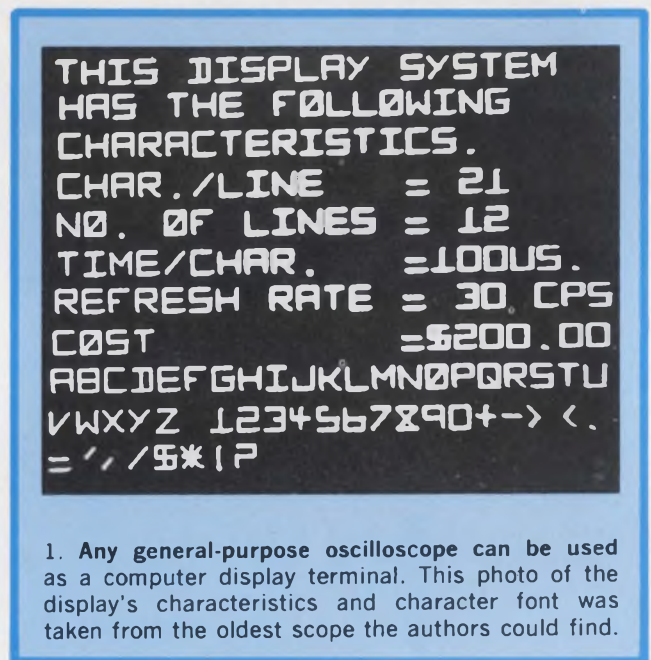 THIS DISPLAY SYSTEM
HAS THE FØLLØWING
CHARACTERISTICS.
CHAR./LINE = 21
NØ. ØF LINES = 12
TIME/CHAR. =100US.
REFRESH RATE = 30 CPS
CØST =$200.00
ABCDEFGHIJKLMNØPQRSTU
VWXYZ 1234567890+-> <.
= ', /$*(?
1. Any general-purpose oscilloscope can be used
as a computer display terminal. This photo of the
display's characteristics and character font was
taken from the oldest scope the authors could find.